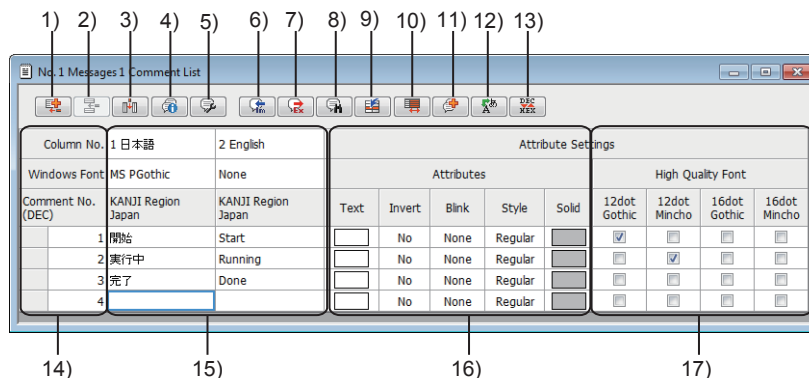 1) 2) 3) 4) 5) 6) 7) 8) 9) 10) 11) 12) 13)
No. 1 Messages 1 Comment List
Im Ex DEC HEX
Column No. 1 日本語 2 English Attribute Settings
Windows Font MS PGothic None Attributes High Quality Font
Comment No. (DEC) KANJI Region Japan KANJI Region Japan Text Invert Blink Style Solid 12dot Gothic 12dot Mincho 16dot Gothic 16dot Mincho
1 開始 Start No None Regular
2 実行中 Running No None Regular
3 完了 Done No None Regular
4 No None Regular
14) 15) 16) 17)